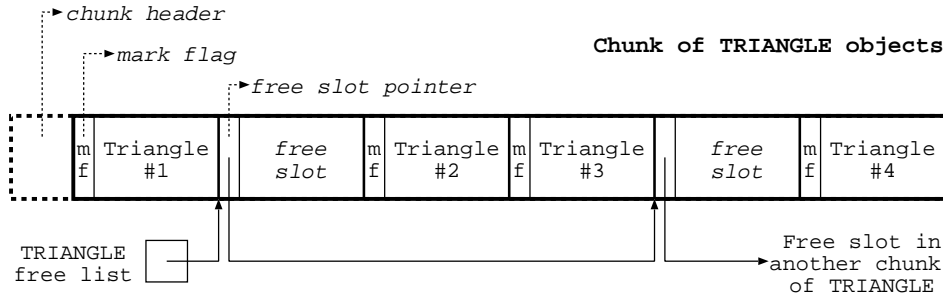 chunk header
Chunk of TRIANGLE objects
mark flag
free slot pointer
m f
Triangle #1
free slot
m f
Triangle #2
m f
Triangle #3
free slot
m f
Triangle #4
TRIANGLE
free list
Free slot in
another chunk
of TRIANGLE